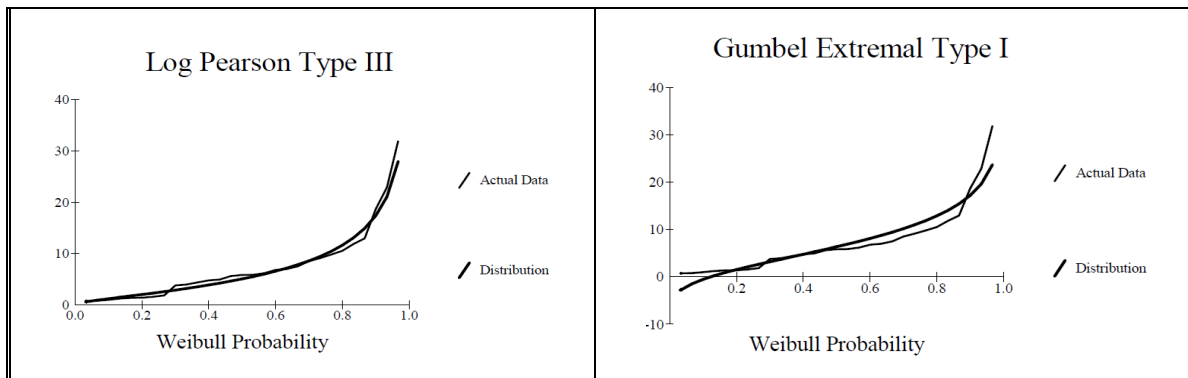 Log Pearson Type III
40
30
20
10
0
0.0 0.2 0.4 0.6 0.8 1.0
Weibull Probability
Actual Data
Distribution
Gumbel Extremal Type I
40
30
20
10
0
-10
0.2 0.4 0.6 0.8 1.0
Weibull Probability
Actual Data
Distribution